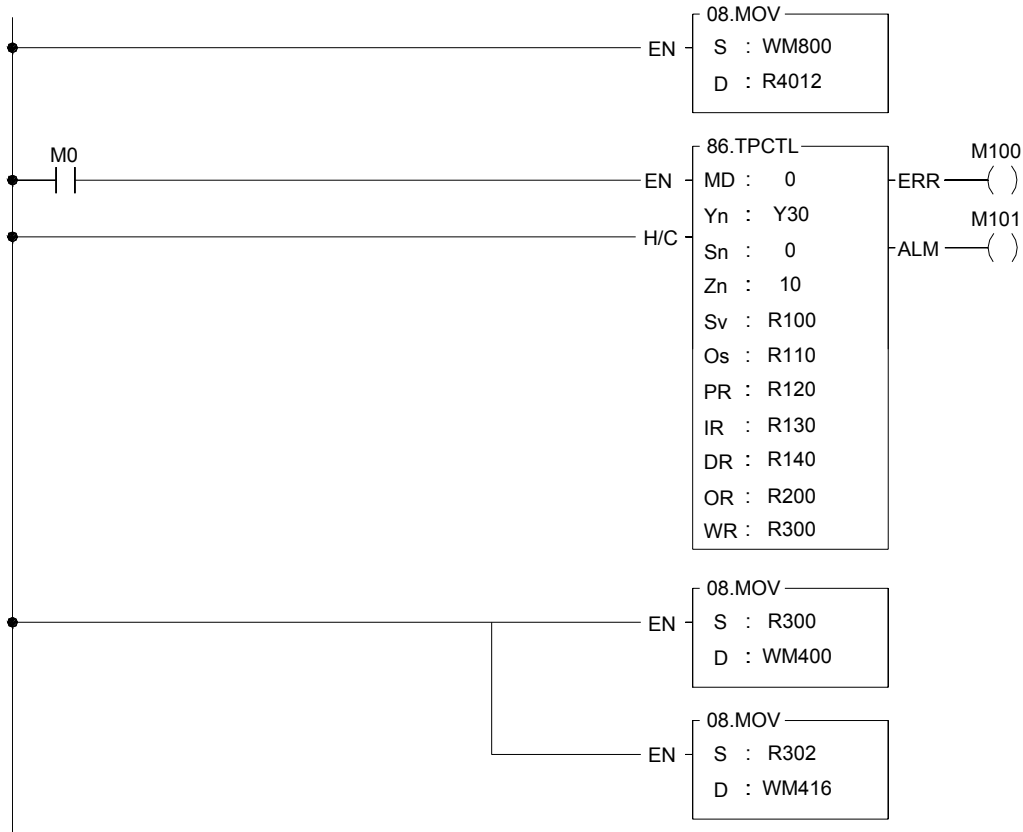 08.MOV
EN S : WM800
D : R4012
M0
86.TPCTL
M100
EN MD : 0 ERR ( )
Yn : Y30
M101
H/C
Sn : 0 ALM ( )
Zn : 10
Sv : R100
Os : R110
PR : R120
IR : R130
DR : R140
OR : R200
WR : R300
08.MOV
EN S : R300
D : WM400
08.MOV
EN S : R302
D : WM416